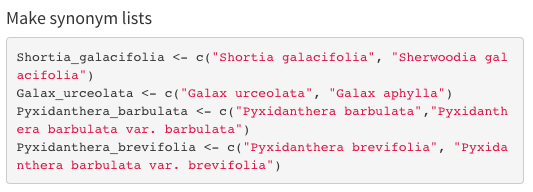 Make synonym lists
Shortia_galacifolia <- c("Shortia galacifolia", "Sherwoodia gal
acifolia")
Galax_urceolata <- c("Galax urceolata", "Galax aphylla")
Pyxidanthera_barbulata <- c("Pyxidanthera barbulata","Pyxidanth
era barbulata var. barbulata")
Pyxidanthera_brevifolia <- c("Pyxidanthera brevifolia", "Pyxida
nthera barbulata var. brevifolia")